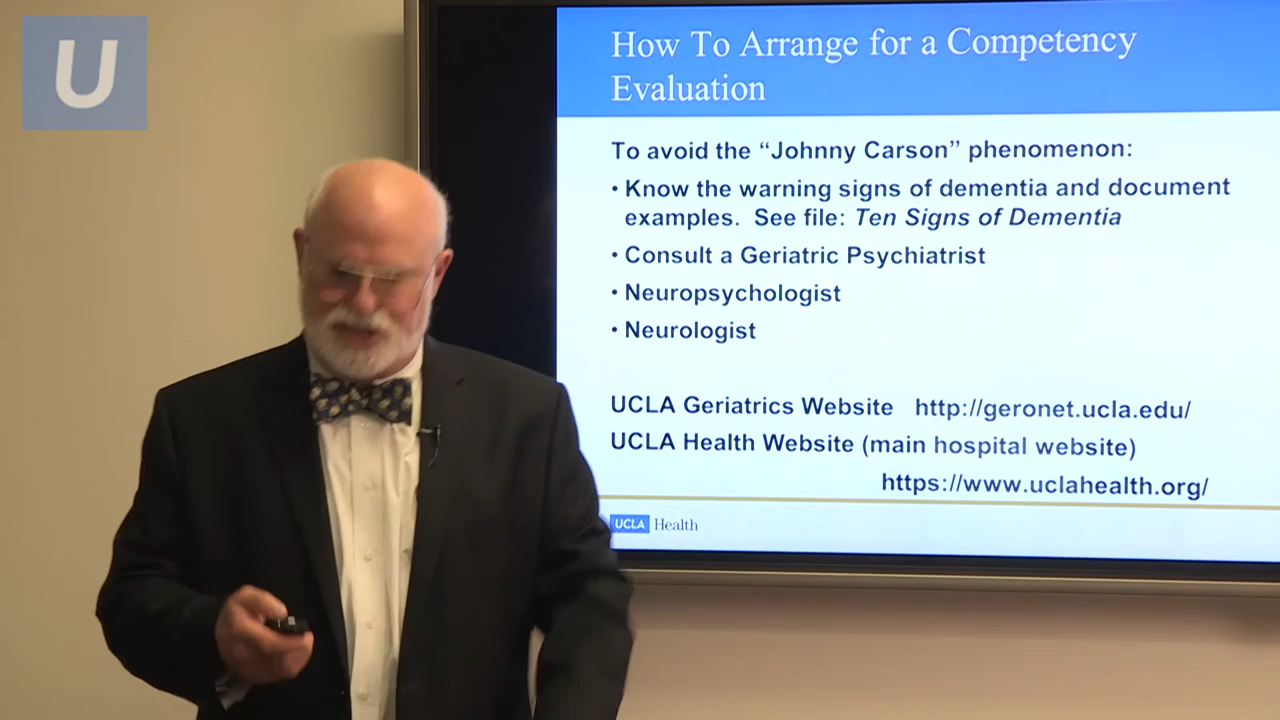 U
How To Arrange for a Competency
Evaluation
To avoid the “Johnny Carson” phenomenon:
• Know the warning signs of dementia and document
examples. See file: Ten Signs of Dementia
• Consult a Geriatric Psychiatrist
• Neuropsychologist
• Neurologist
UCLA Geriatrics Website http://geronet.ucla.edu/
UCLA Health Website (main hospital website)
https://www.uclahealth.org/
UCLA Health